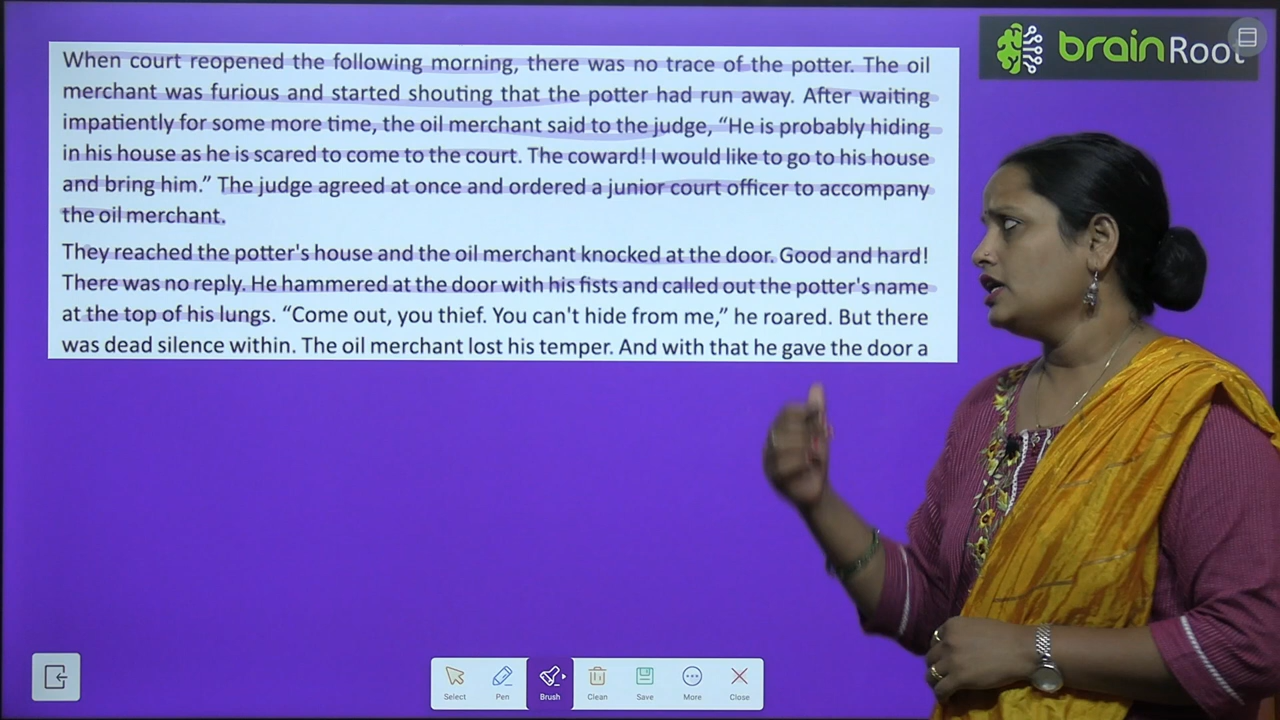 brainRoot
When court reopened the following morning, there was no trace of the potter. The oil
merchant was furious and started shouting that the potter had run away. After waiting
impatiently for some more time, the oil merchant said to the judge, “He is probably hiding
in his house as he is scared to come to the court. The coward! I would like to go to his house
and bring him.” The judge agreed at once and ordered a junior court officer to accompany
the oil merchant.
They reached the potter's house and the oil merchant knocked at the door. Good and hard!
There was no reply. He hammered at the door with his fists and called out the potter's name
at the top of his lungs. “Come out, you thief. You can't hide from me,” he roared. But there
was dead silence within. The oil merchant lost his temper. And with that he gave the door a
Select Pen Brush Clean Save More Close